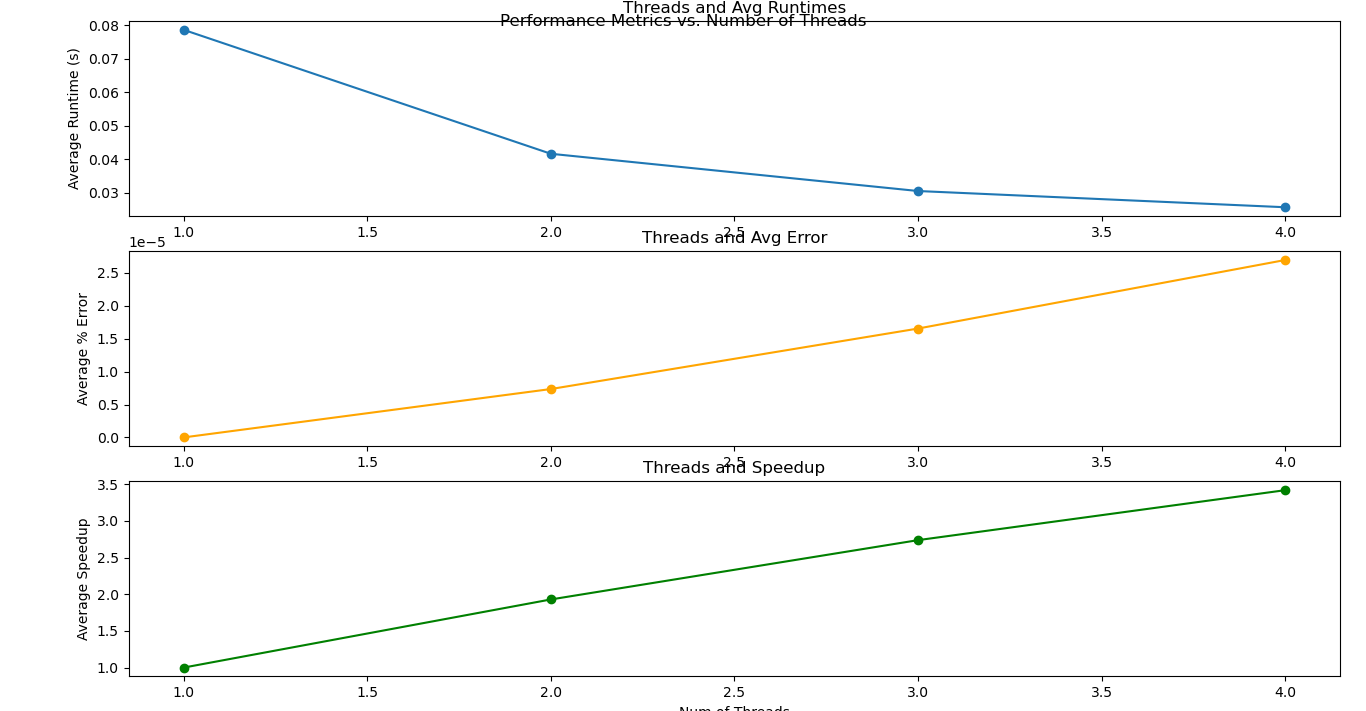 Threads and Avg Runtimes
Performance Metrics vs. Number of Threads
Average Runtime (s)
0.08
0.07
0.06
0.05
0.04
0.03
1.0 1.5 2.0 2.5 3.0 3.5 4.0
Threads and Avg Error
1e−5
Average % Error
2.5
2.0
1.5
1.0
0.5
0.0
1.0 1.5 2.0 2.5 3.0 3.5 4.0
Threads and Speedup
Average Speedup
3.5
3.0
2.5
2.0
1.5
1.0
1.0 1.5 2.0 2.5 3.0 3.5 4.0
Num of Threads